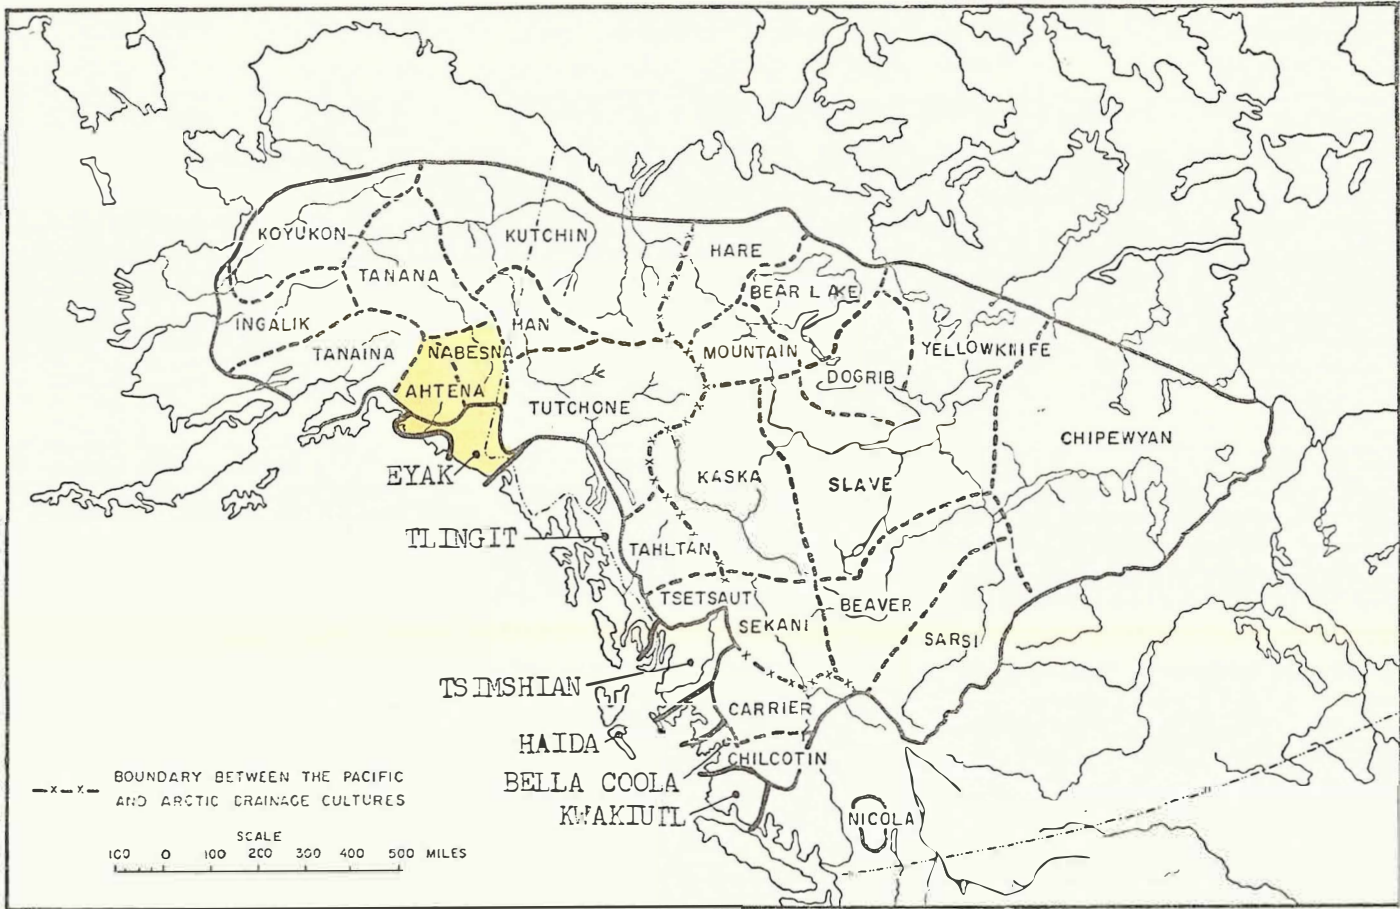 KOYUKON
KUTCHIN
HARE
TANANA
BEAR LAKE
INGALIK
HAN
TANAINA
NABESNA
MOUNTAIN
YELLOWKNIFE
DOGRIB
AHTENA
TUTCHONE
CHIPEWYAN
EYAK
KASKA
SLAVE
TLINGIT
TAHLTAN
TSETSAUT
BEAVER
SEKANI
SARSI
TSIMSHIAN
CARRIER
HAIDA
CHILCOTIN
BELLA COOLA
KWAKIUTL
NICOLA
—x—x— BOUNDARY BETWEEN THE PACIFIC
AND ARCTIC DRAINAGE CULTURES
SCALE
100 0 100 200 300 400 500 MILES